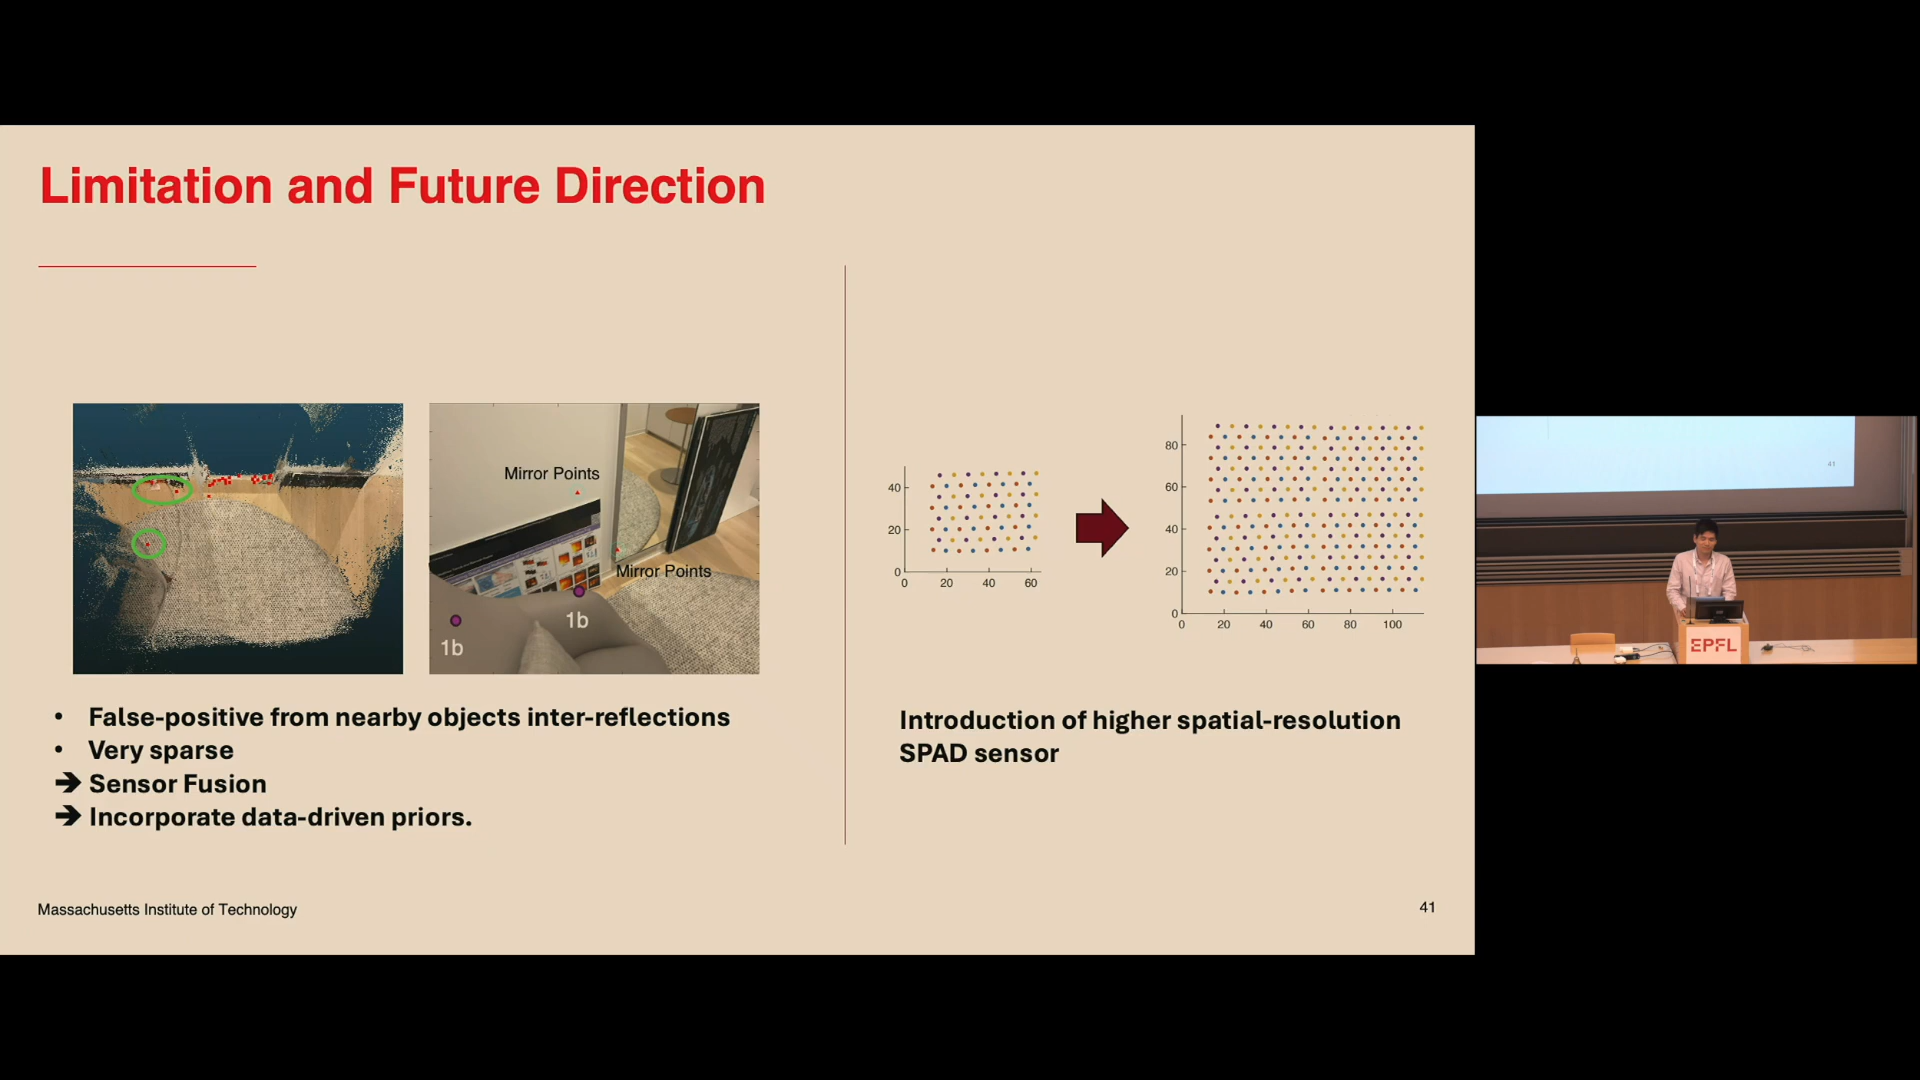 Limitation and Future Direction
Mirror Points
Mirror Points
1b
1b
• False-positive from nearby objects inter-reflections
• Very sparse
➔ Sensor Fusion
➔ Incorporate data-driven priors.
40
20
0
0 20 40 60
80
60
40
20
0
0 20 40 60 80 100
Introduction of higher spatial-resolution
SPAD sensor
Massachusetts Institute of Technology
41
41
EPFL